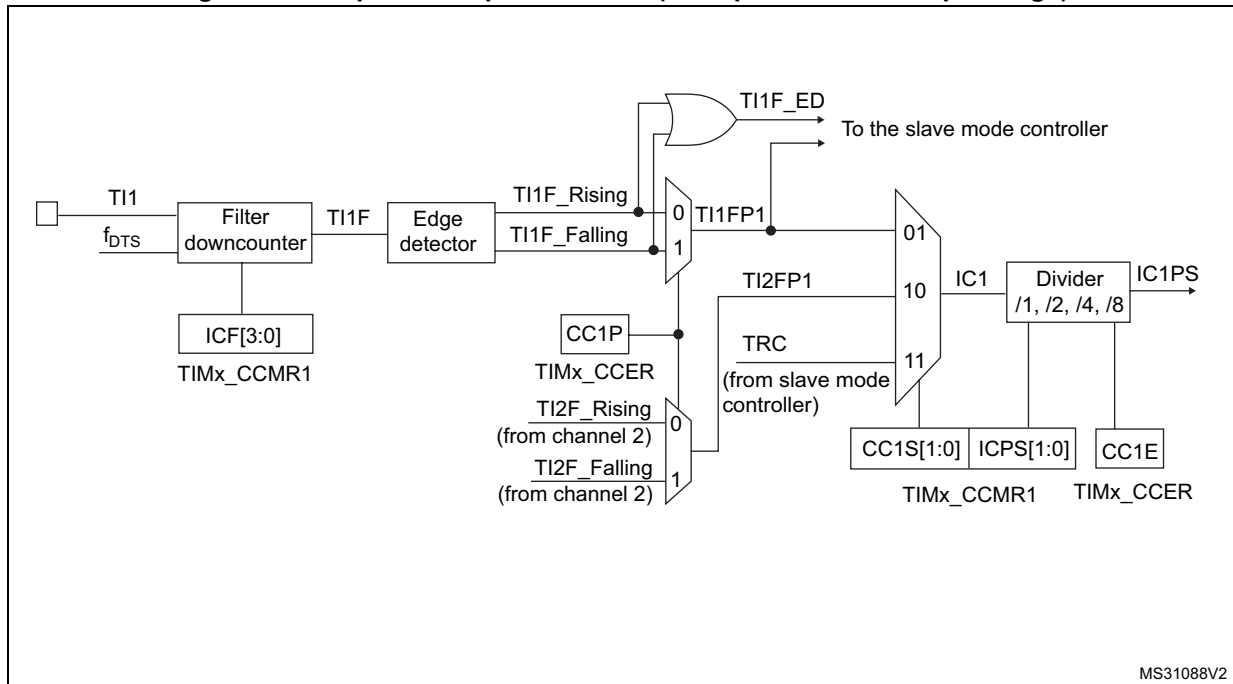 TI1F_ED
To the slave mode controller
TI1
fDTS
Filter
downcounter
TI1F
Edge
detector
TI1F_Rising
TI1F_Falling
0
1
TI1FP1
01
TI2FP1
10
IC1
Divider
/1, /2, /4, /8
IC1PS
ICF[3:0]
TIMx_CCMR1
CC1P
TIMx_CCER
TRC
11
(from slave mode
controller)
TI2F_Rising
0
(from channel 2)
TI2F_Falling
1
(from channel 2)
CC1S[1:0]
ICPS[1:0]
CC1E
TIMx_CCMR1
TIMx_CCER
MS31088V2